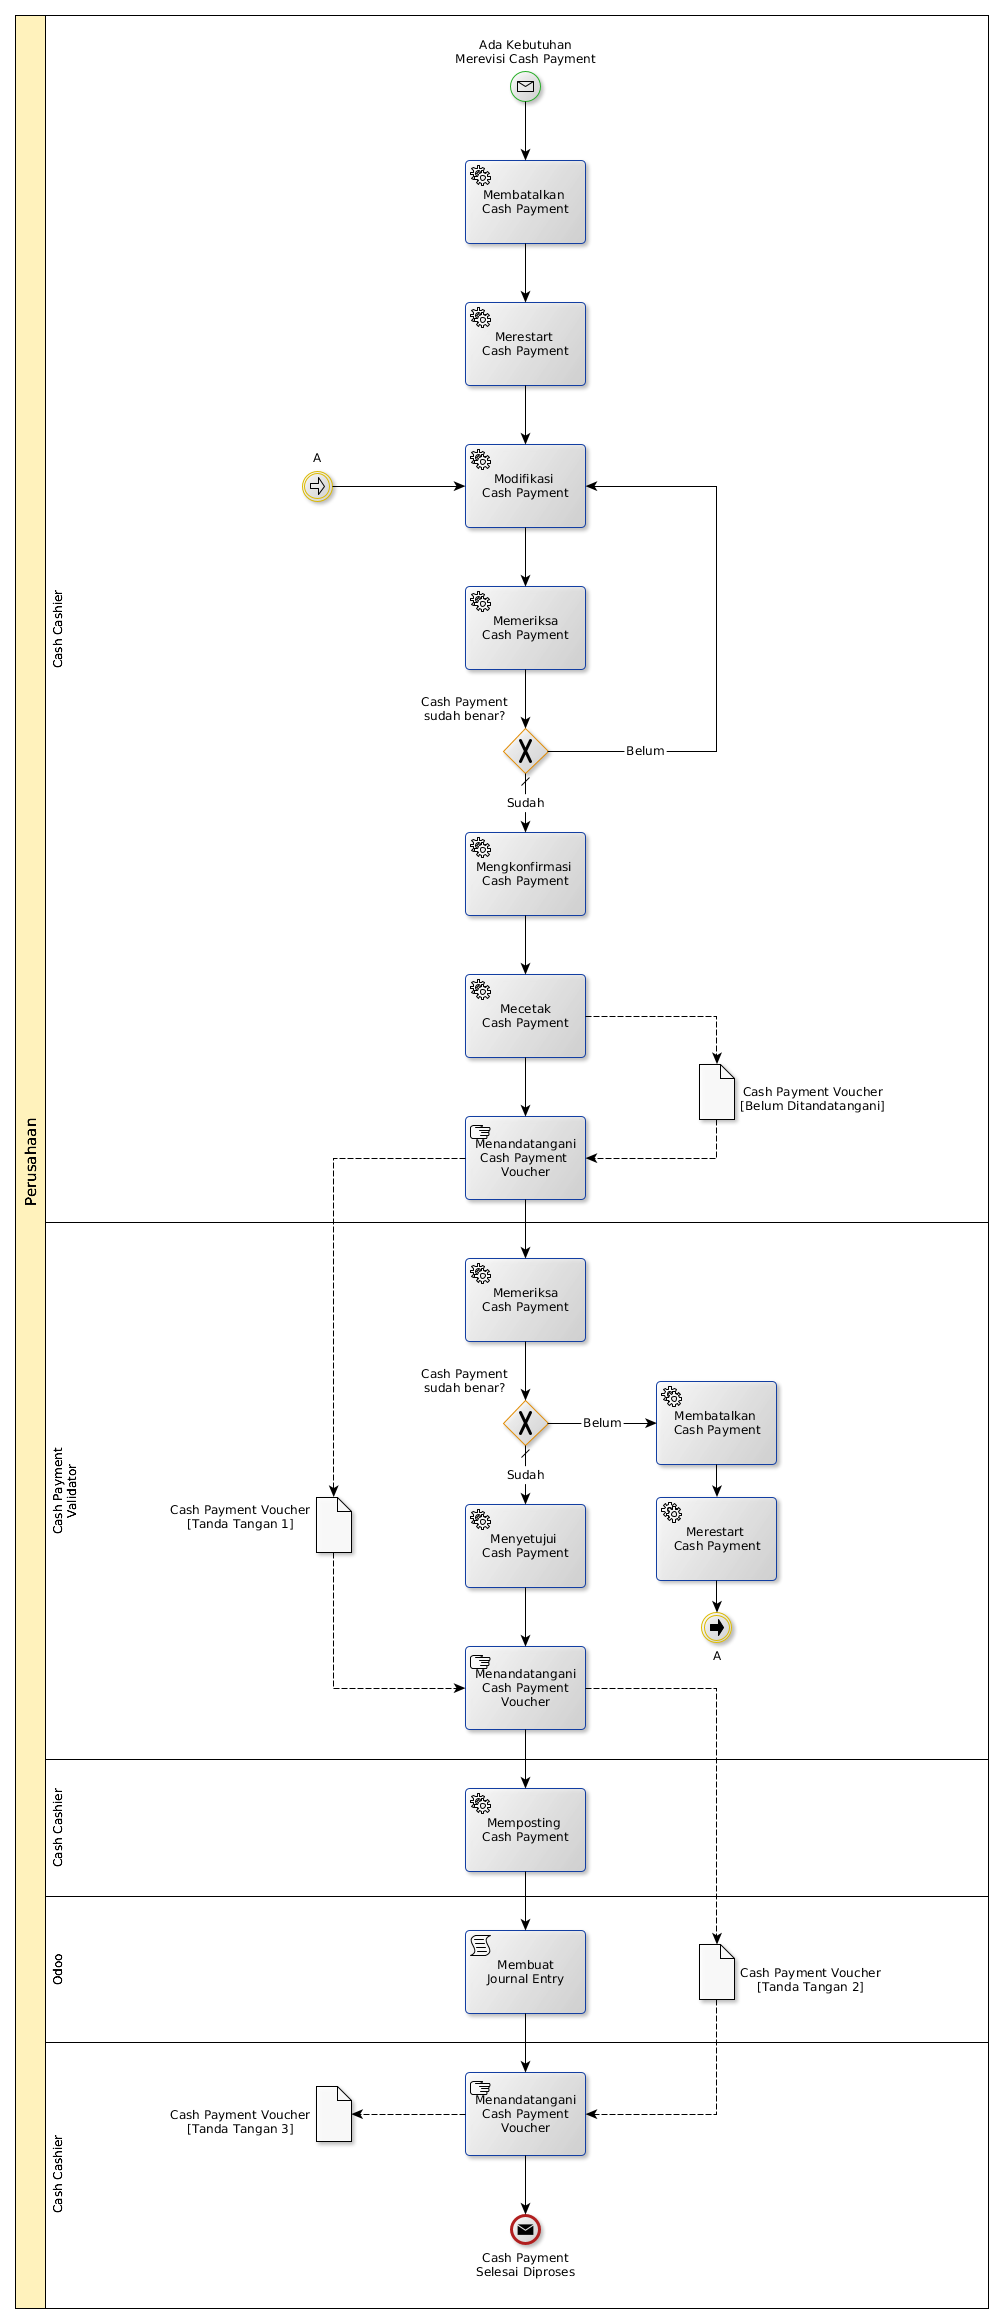 Perusahaan
Cash Cashier
Ada Kebutuhan
Merevisi Cash Payment
Membatalkan
Cash Payment
Merestart
Cash Payment
A
Modifikasi
Cash Payment
Memeriksa
Cash Payment
Cash Payment
sudah benar?
Belum
Sudah
Mengkonfirmasi
Cash Payment
Mecetak
Cash Payment
Cash Payment Voucher
[Belum Ditandatangani]
Menandatangani
Cash Payment
Voucher
Cash Payment
Validator
Memeriksa
Cash Payment
Cash Payment
sudah benar?
Belum
Membatalkan
Cash Payment
Sudah
Cash Payment Voucher
[Tanda Tangan 1]
Menyetujui
Cash Payment
Merestart
Cash Payment
A
Menandatangani
Cash Payment
Voucher
Cash Cashier
Memposting
Cash Payment
Odoo
Membuat
Journal Entry
Cash Payment Voucher
[Tanda Tangan 2]
Cash Cashier
Menandatangani
Cash Payment
Voucher
Cash Payment Voucher
[Tanda Tangan 3]
Cash Payment
Selesai Diproses